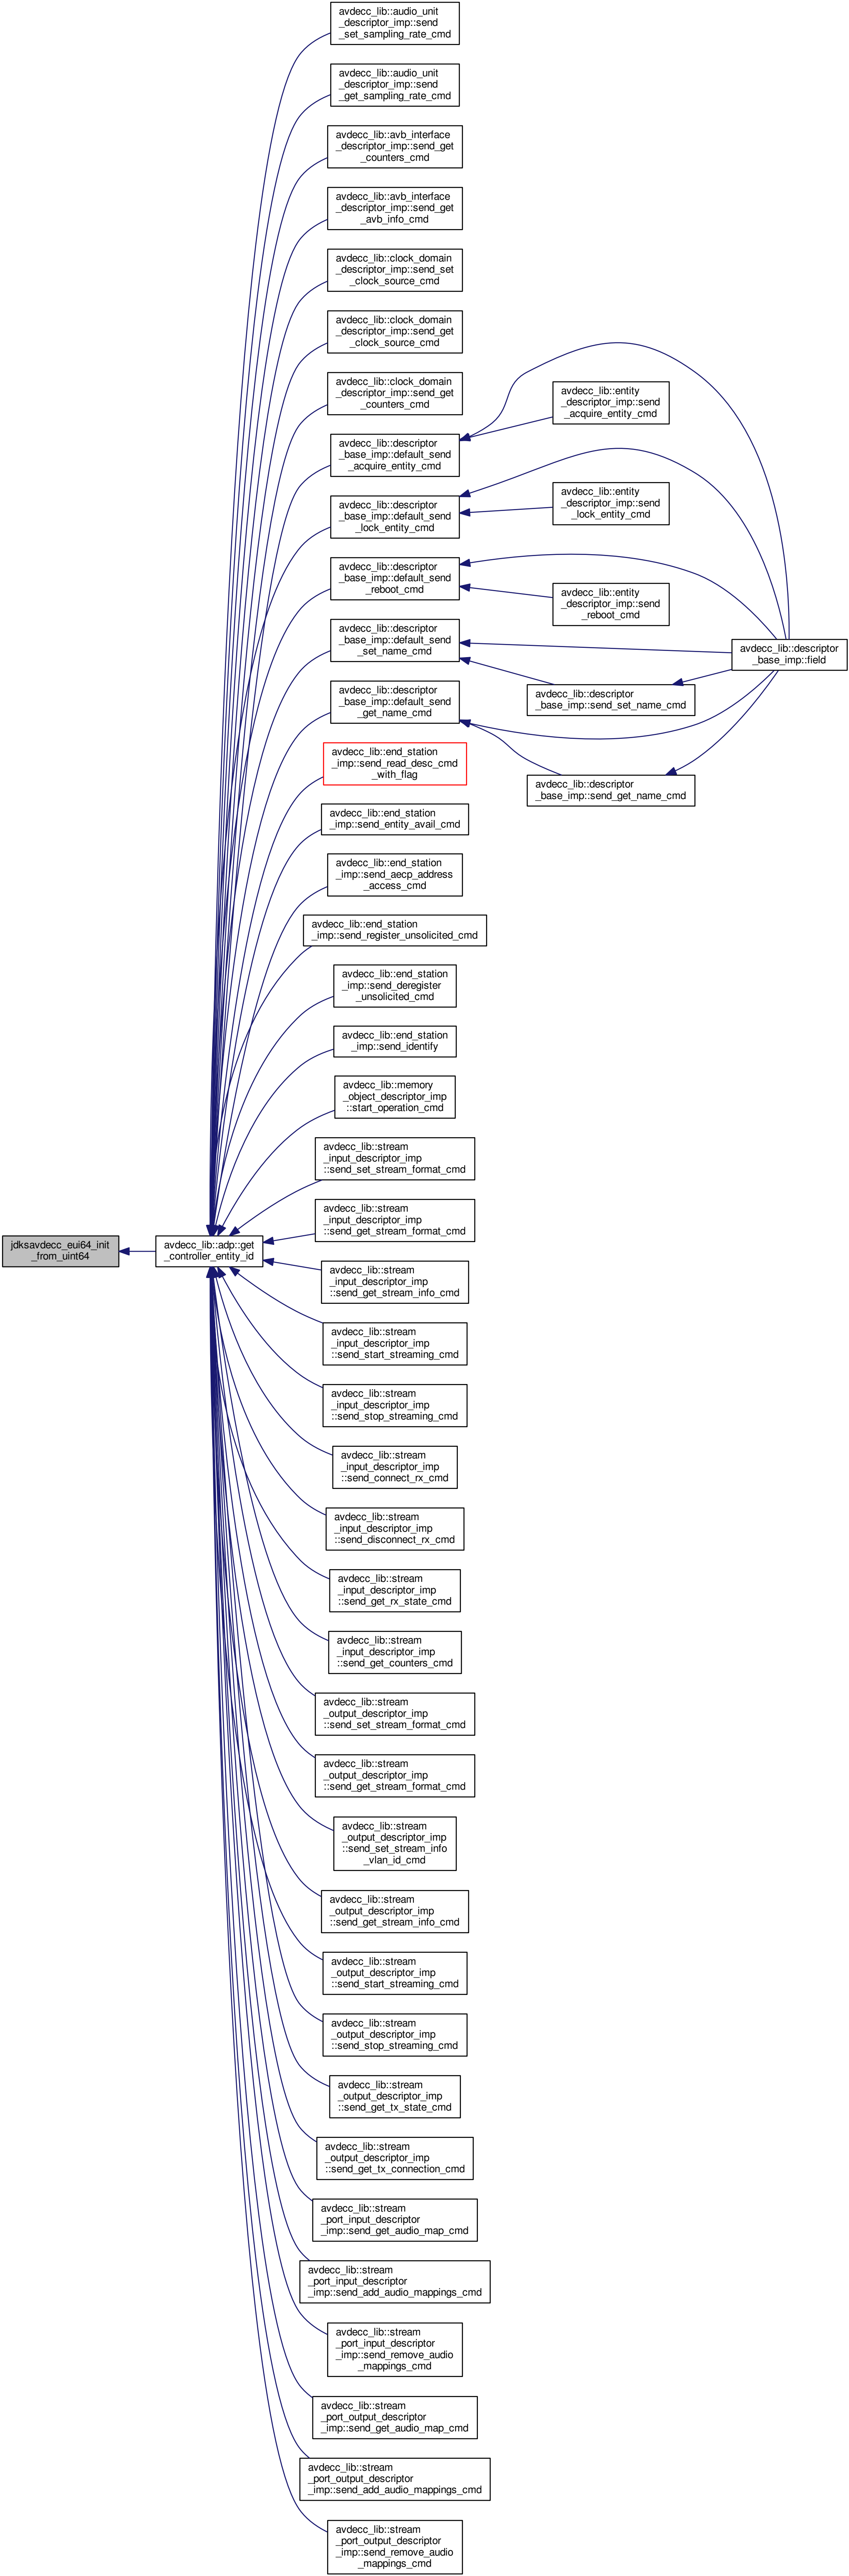 avdecc_lib::audio_unit
_descriptor_imp::send
_set_sampling_rate_cmd
avdecc_lib::audio_unit
_descriptor_imp::send
_get_sampling_rate_cmd
avdecc_lib::avb_interface
_descriptor_imp::send_get
_counters_cmd
avdecc_lib::avb_interface
_descriptor_imp::send_get
_avb_info_cmd
avdecc_lib::clock_domain
_descriptor_imp::send_set
_clock_source_cmd
avdecc_lib::clock_domain
_descriptor_imp::send_get
_clock_source_cmd
avdecc_lib::clock_domain
_descriptor_imp::send_get
_counters_cmd
avdecc_lib::entity
_descriptor_imp::send
_acquire_entity_cmd
avdecc_lib::descriptor
_base_imp::default_send
_acquire_entity_cmd
avdecc_lib::entity
_descriptor_imp::send
_lock_entity_cmd
avdecc_lib::descriptor
_base_imp::default_send
_lock_entity_cmd
avdecc_lib::descriptor
_base_imp::default_send
_reboot_cmd
avdecc_lib::entity
_descriptor_imp::send
_reboot_cmd
avdecc_lib::descriptor
_base_imp::default_send
_set_name_cmd
avdecc_lib::descriptor
_base_imp::field
avdecc_lib::descriptor
_base_imp::send_set_name_cmd
avdecc_lib::descriptor
_base_imp::default_send
_get_name_cmd
avdecc_lib::end_station
_imp::send_read_desc_cmd
_with_flag
avdecc_lib::descriptor
_base_imp::send_get_name_cmd
avdecc_lib::end_station
_imp::send_entity_avail_cmd
avdecc_lib::end_station
_imp::send_aecp_address
_access_cmd
avdecc_lib::end_station
_imp::send_register_unsolicited_cmd
avdecc_lib::end_station
_imp::send_deregister
_unsolicited_cmd
avdecc_lib::end_station
_imp::send_identify
avdecc_lib::memory
_object_descriptor_imp
::start_operation_cmd
avdecc_lib::stream
_input_descriptor_imp
::send_set_stream_format_cmd
avdecc_lib::stream
_input_descriptor_imp
::send_get_stream_format_cmd
jdksavdecc_eui64_init
_from_uint64
avdecc_lib::adp::get
_controller_entity_id
avdecc_lib::stream
_input_descriptor_imp
::send_get_stream_info_cmd
avdecc_lib::stream
_input_descriptor_imp
::send_start_streaming_cmd
avdecc_lib::stream
_input_descriptor_imp
::send_stop_streaming_cmd
avdecc_lib::stream
_input_descriptor_imp
::send_connect_rx_cmd
avdecc_lib::stream
_input_descriptor_imp
::send_disconnect_rx_cmd
avdecc_lib::stream
_input_descriptor_imp
::send_get_rx_state_cmd
avdecc_lib::stream
_input_descriptor_imp
::send_get_counters_cmd
avdecc_lib::stream
_output_descriptor_imp
::send_set_stream_format_cmd
avdecc_lib::stream
_output_descriptor_imp
::send_get_stream_format_cmd
avdecc_lib::stream
_output_descriptor_imp
::send_set_stream_info
_vlan_id_cmd
avdecc_lib::stream
_output_descriptor_imp
::send_get_stream_info_cmd
avdecc_lib::stream
_output_descriptor_imp
::send_start_streaming_cmd
avdecc_lib::stream
_output_descriptor_imp
::send_stop_streaming_cmd
avdecc_lib::stream
_output_descriptor_imp
::send_get_tx_state_cmd
avdecc_lib::stream
_output_descriptor_imp
::send_get_tx_connection_cmd
avdecc_lib::stream
_port_input_descriptor
_imp::send_get_audio_map_cmd
avdecc_lib::stream
_port_input_descriptor
_imp::send_add_audio_mappings_cmd
avdecc_lib::stream
_port_input_descriptor
_imp::send_remove_audio
_mappings_cmd
avdecc_lib::stream
_port_output_descriptor
_imp::send_get_audio_map_cmd
avdecc_lib::stream
_port_output_descriptor
_imp::send_add_audio_mappings_cmd
avdecc_lib::stream
_port_output_descriptor
_imp::send_remove_audio
_mappings_cmd